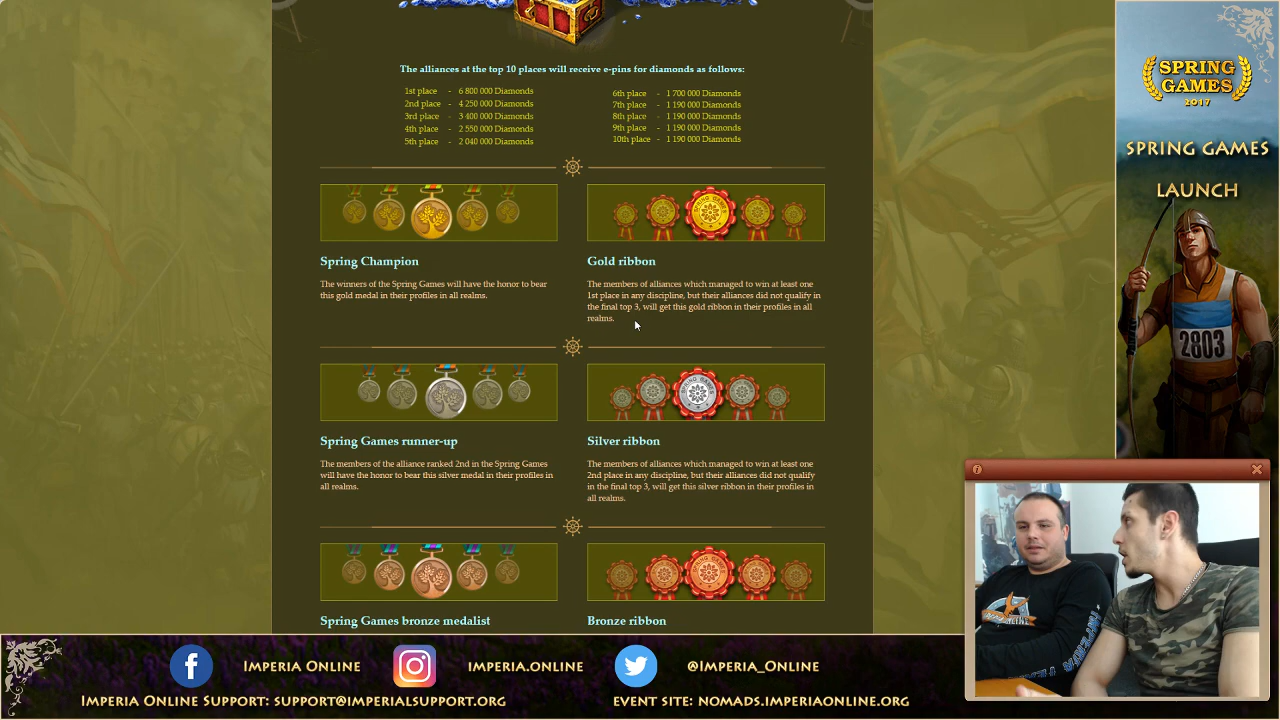 The alliances at the top 10 places will receive e-pins for diamonds as follows:
1st place - 6 800 000 Diamonds
2nd place - 4 250 000 Diamonds
3rd place - 3 400 000 Diamonds
4th place - 2 550 000 Diamonds
5th place - 2 040 000 Diamonds
6th place - 1 700 000 Diamonds
7th place - 1 190 000 Diamonds
8th place - 1 190 000 Diamonds
9th place - 1 190 000 Diamonds
10th place - 1 190 000 Diamonds
Spring Champion
The winners of the Spring Games will have the honor to bear
this gold medal in their profiles in all realms.
Gold ribbon
The members of alliances which managed to win at least one
1st place in any discipline, but their alliances did not qualify in
the final top 3, will get this gold ribbon in their profiles in all
realms.
Spring Games runner-up
The members of the alliance ranked 2nd in the Spring Games
will have the honor to bear this silver medal in their profiles in
all realms.
Silver ribbon
The members of alliances which managed to win at least one
2nd place in any discipline, but their alliances did not qualify
in the final top 3, will get this silver ribbon in their profiles in
all realms.
Spring Games bronze medalist
Bronze ribbon
SPRING
GAMES
2017
SPRING GAMES
LAUNCH
2803
IMPERIA ONLINE
IMPERIA.ONLINE
@IMPERIA_ONLINE
IMPERIA ONLINE SUPPORT: SUPPORT@IMPERIALSUPPORT.ORG
EVENT SITE: NOMADS.IMPERIAONLINE.ORG